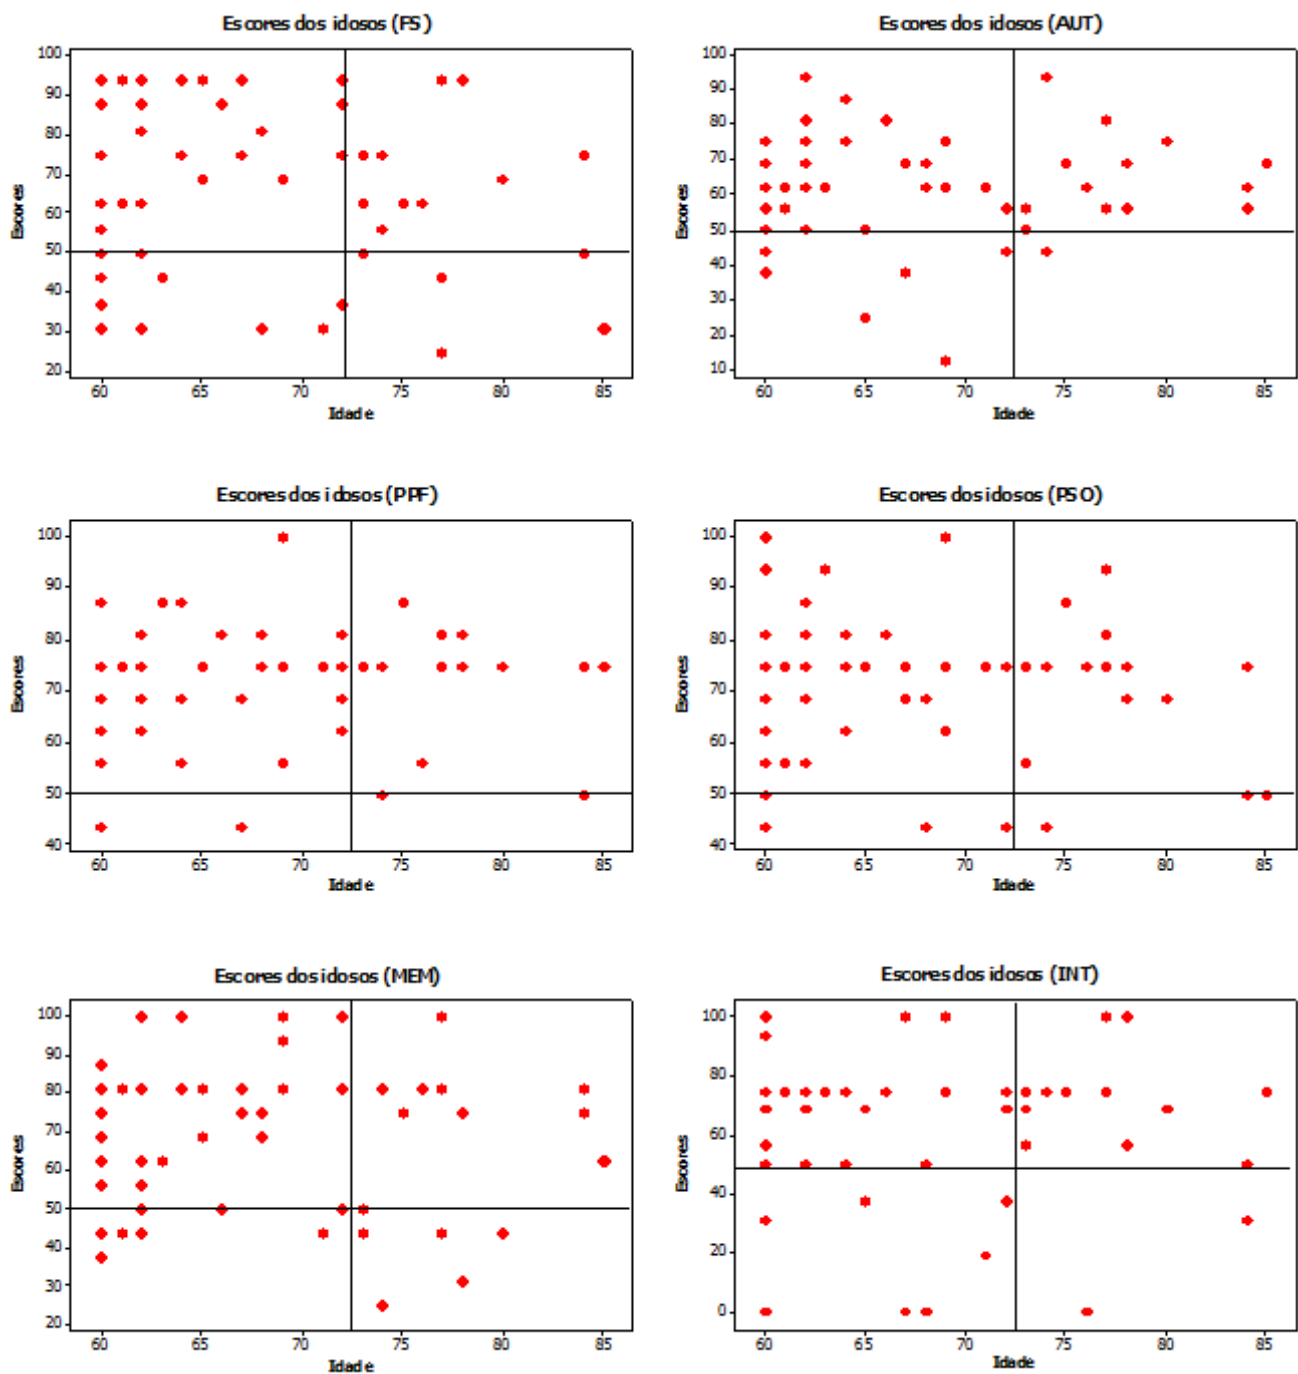 Escores dos idosos (FS)
Escores
100
90
80
70
60
50
40
30
20
60 65 70 75 80 85
Idade
Escores dos idosos (AUT)
Escores
100
90
80
70
60
50
40
30
20
10
60 65 70 75 80 85
Idade
Escores dos idosos (PPF)
Escores
100
90
80
70
60
50
40
60 65 70 75 80 85
Idade
Escores dos idosos (PSO)
Escores
100
90
80
70
60
50
40
60 65 70 75 80 85
Idade
Escores dos idosos (MEM)
Escores
100
90
80
70
60
50
40
30
20
60 65 70 75 80 85
Idade
Escores dos idosos (INT)
Escores
100
80
60
40
20
0
60 65 70 75 80 85
Idade